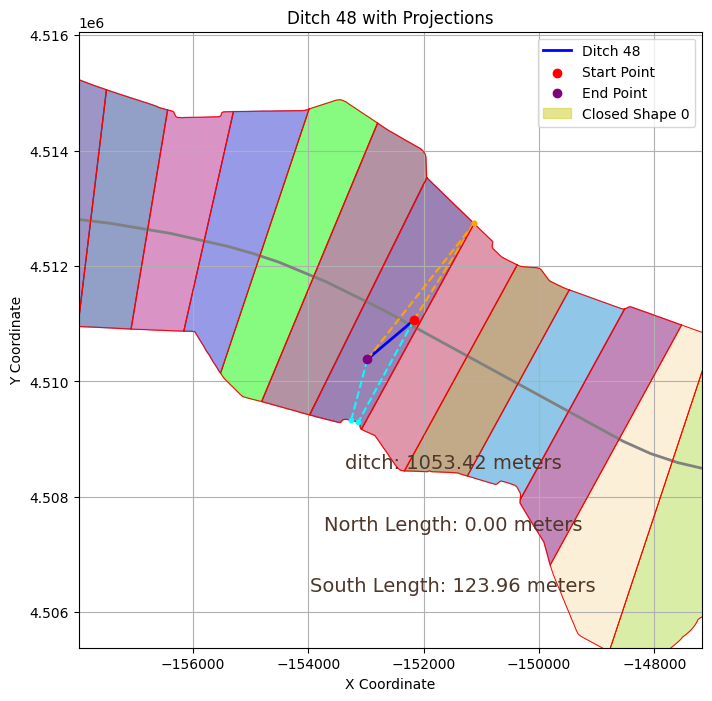 Ditch 48 with Projections
1e6
Ditch 48
Start Point
End Point
Closed Shape 0
4.516
4.514
4.512
4.510
4.508
4.506
Y Coordinate
ditch: 1053.42 meters
North Length: 0.00 meters
South Length: 123.96 meters
−156000 −154000 −152000 −150000 −148000
X Coordinate